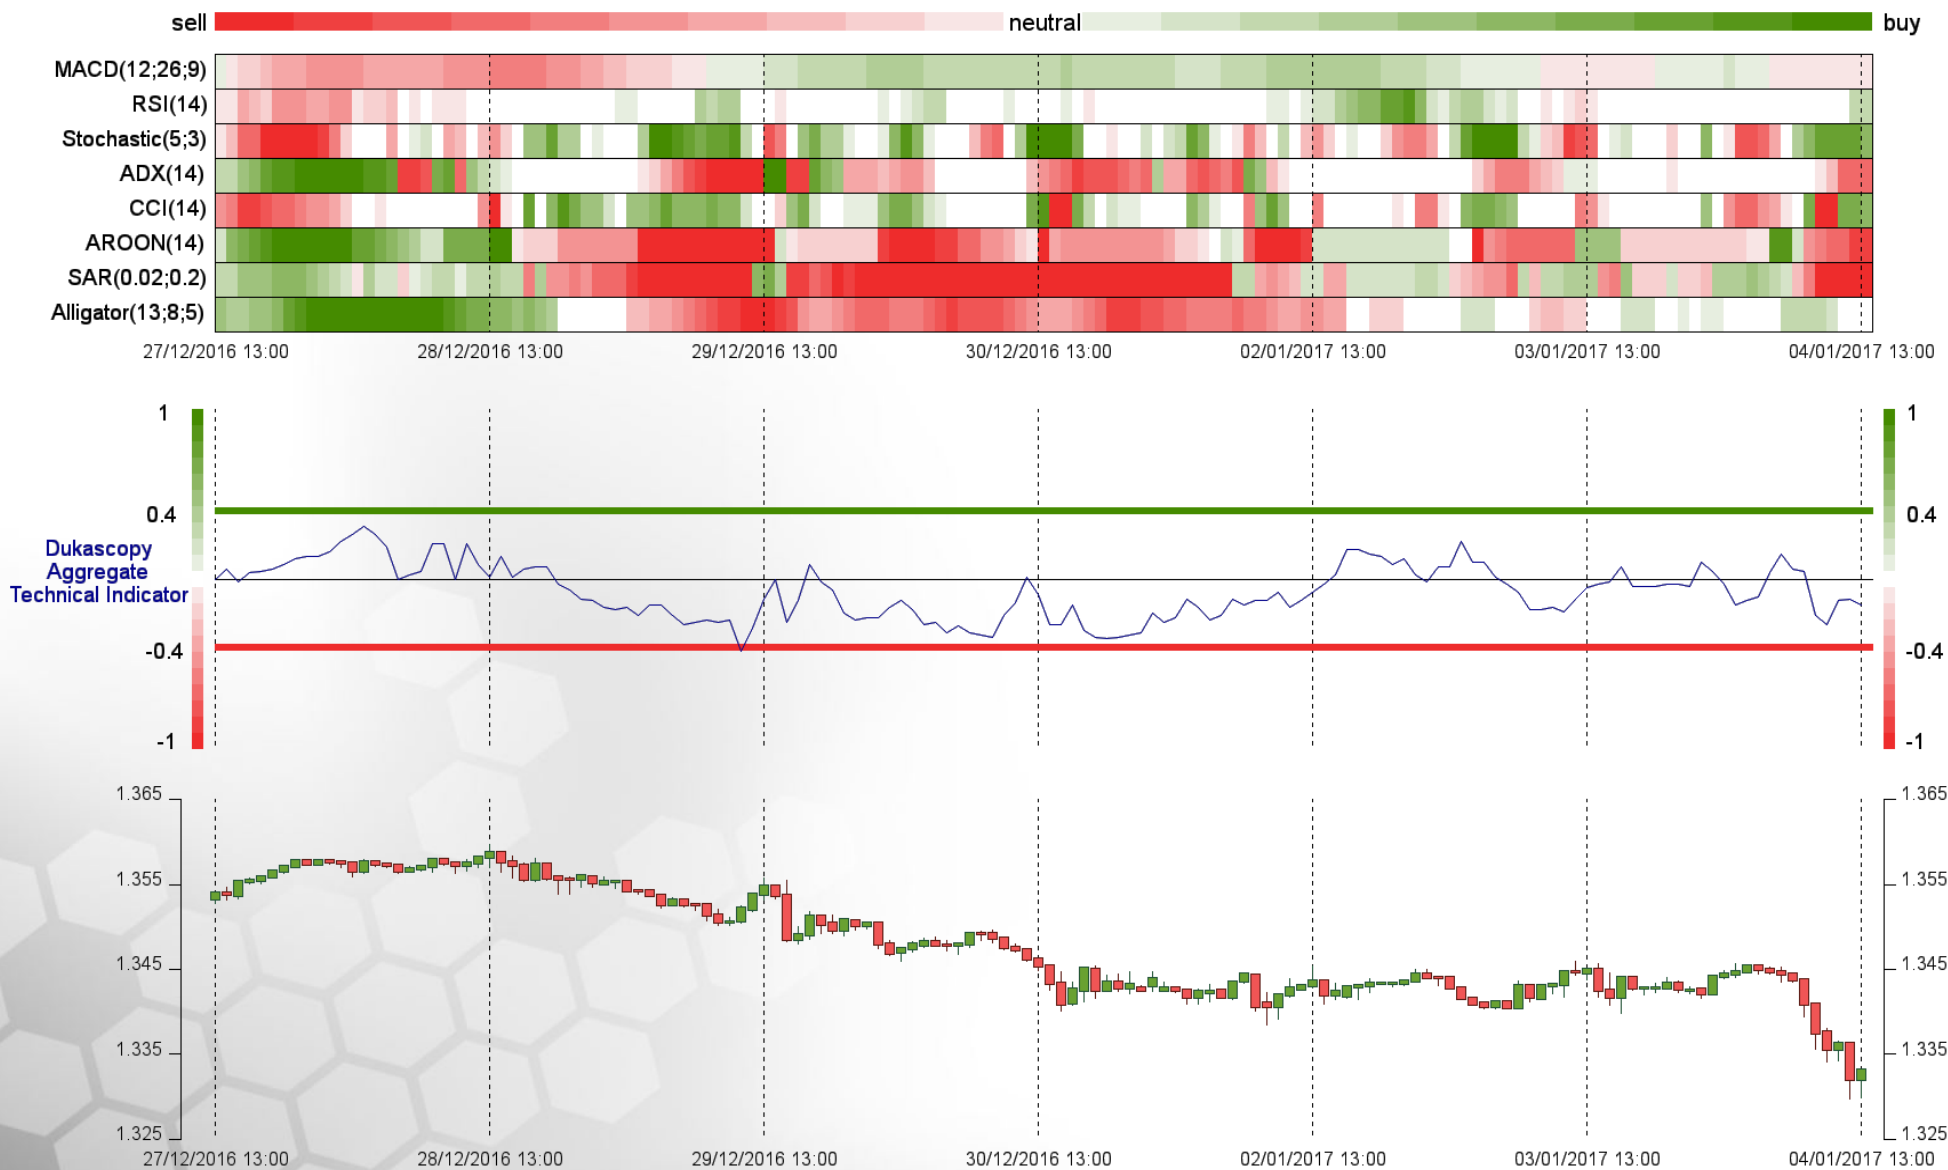 sell neutral buy
MACD(12;26;9)
RSI(14)
Stochastic(5;3)
ADX(14)
CCI(14)
AROON(14)
SAR(0.02;0.2)
Alligator(13;8;5)
27/12/2016 13:00 28/12/2016 13:00 29/12/2016 13:00 30/12/2016 13:00 02/01/2017 13:00 03/01/2017 13:00 04/01/2017 13:00
1 1
0.4 0.4
Dukascopy
Aggregate
Technical Indicator
-0.4 -0.4
-1 -1
1.365 1.365
1.355 1.355
1.345 1.345
1.335 1.335
1.325 1.325
27/12/2016 13:00 28/12/2016 13:00 29/12/2016 13:00 30/12/2016 13:00 02/01/2017 13:00 03/01/2017 13:00 04/01/2017 13:00